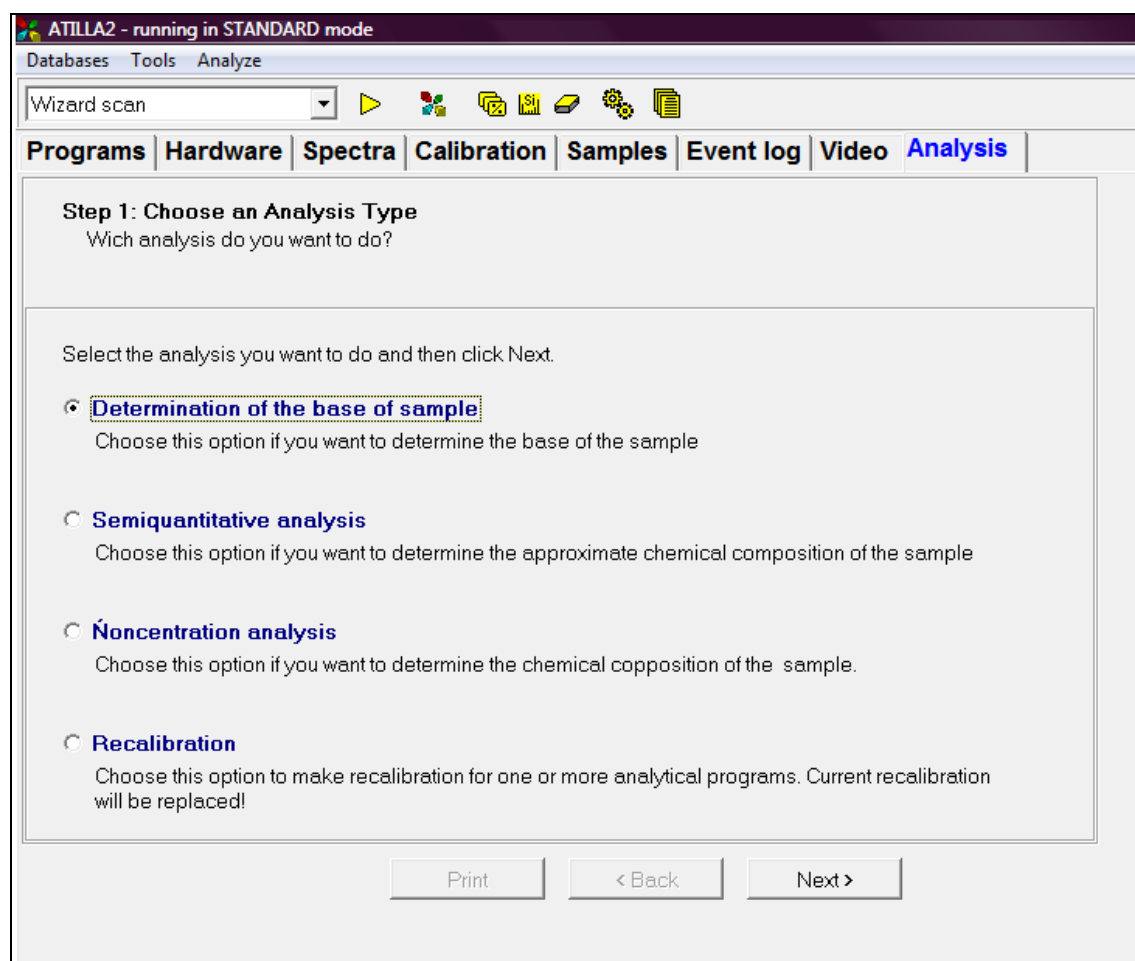 ATILLA2 - running in STANDARD mode
Databases Tools Analyze
Wizard scan
Si
Programs Hardware Spectra Calibration Samples Event log Video Analysis
Step 1: Choose an Analysis Type
Wich analysis do you want to do?
Select the analysis you want to do and then click Next.
Determination of the base of sample
Choose this option if you want to determine the base of the sample
Semiquantitative analysis
Choose this option if you want to determine the approximate chemical composition of the sample
Ńoncentration analysis
Choose this option if you want to determine the chemical copposition of the sample.
Recalibration
Choose this option to make recalibration for one or more analytical programs. Current recalibration
will be replaced!
Print < Back Next >